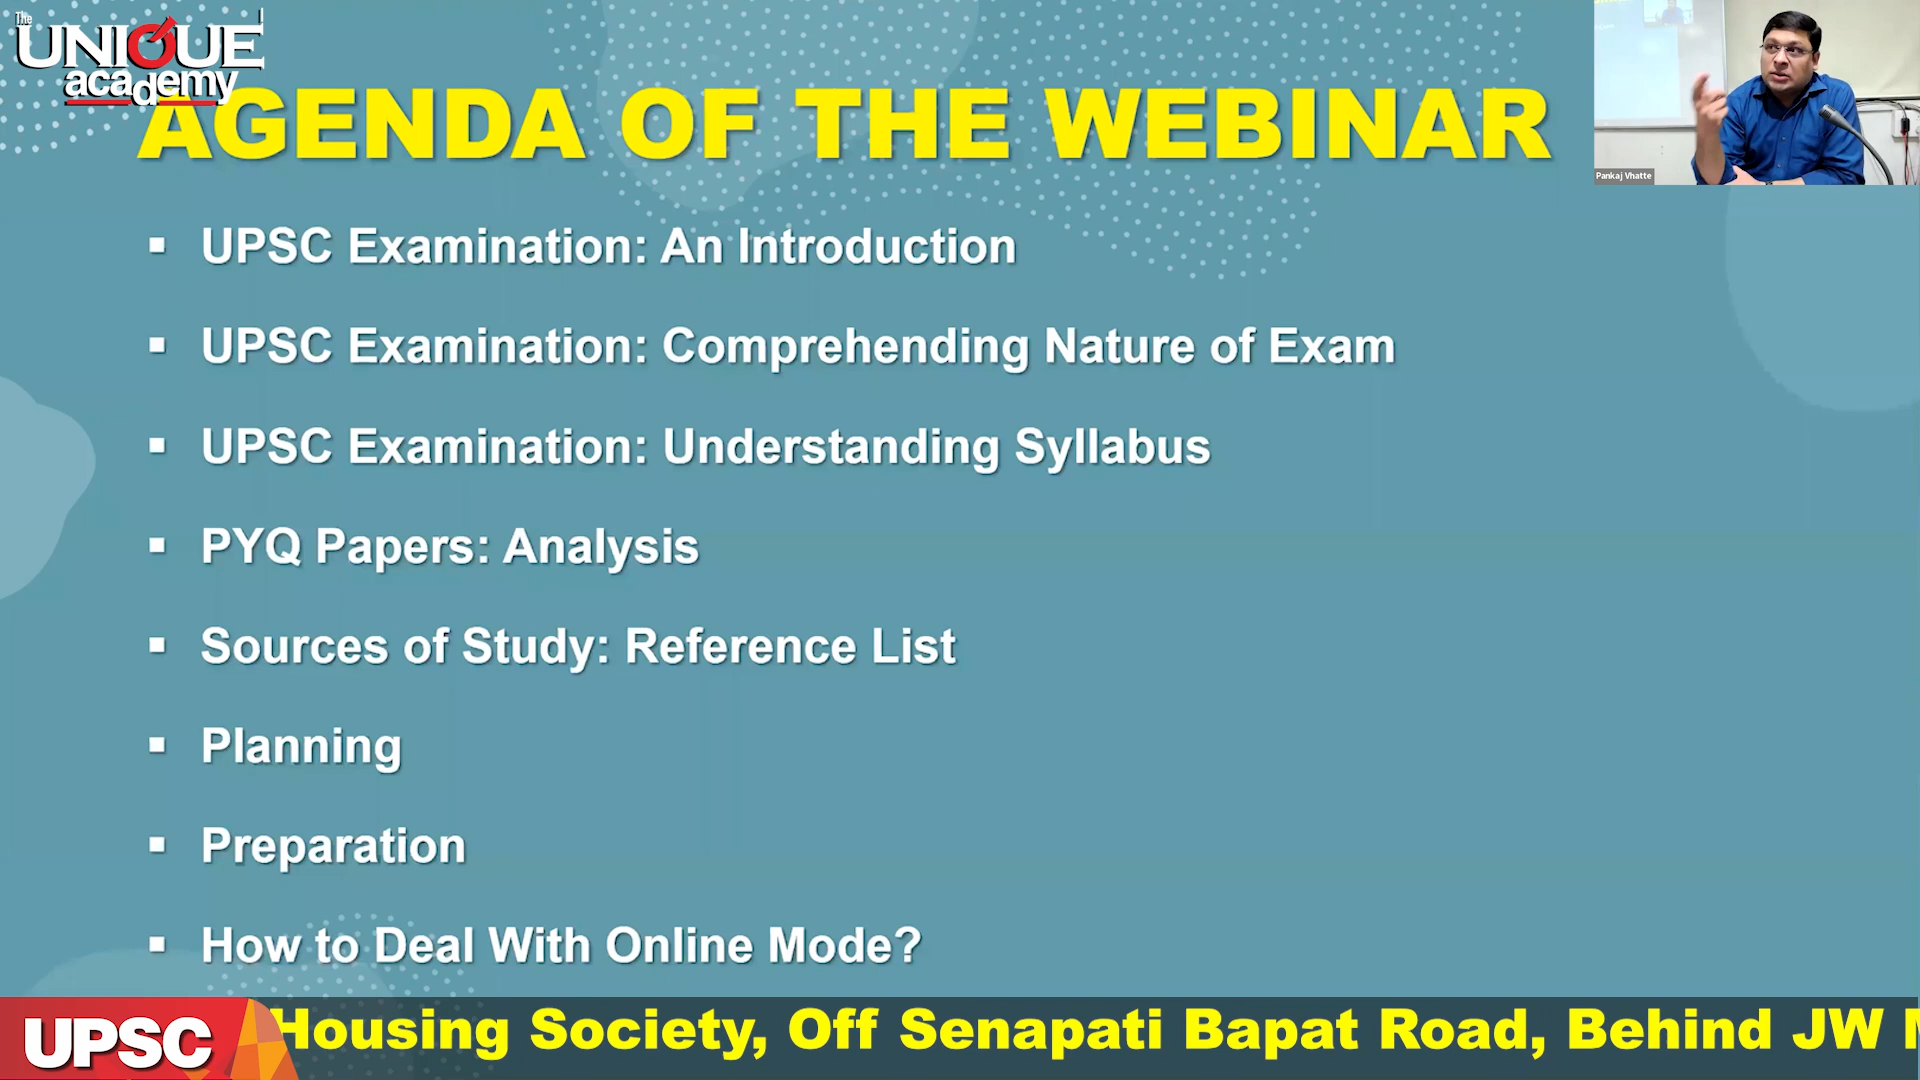 The
UNIQUE
academy
AGENDA OF THE WEBINAR
Pankaj Vhatte
▪ UPSC Examination: An Introduction
▪ UPSC Examination: Comprehending Nature of Exam
▪ UPSC Examination: Understanding Syllabus
▪ PYQ Papers: Analysis
▪ Sources of Study: Reference List
▪ Planning
▪ Preparation
▪ How to Deal With Online Mode?
UPSC
Housing Society, Off Senapati Bapat Road, Behind JW